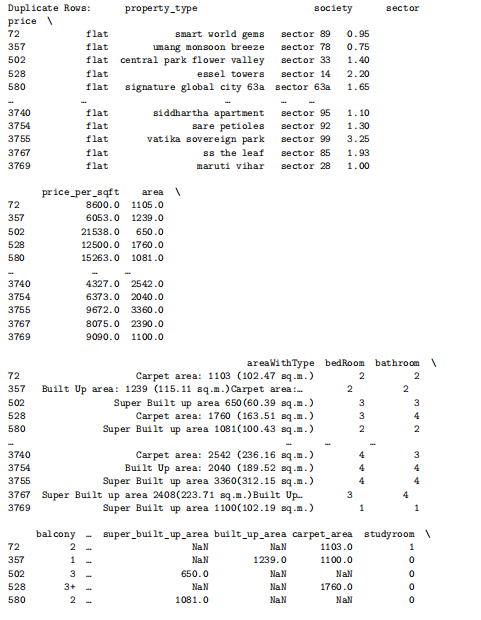 Duplicate Rows:      property_type                       society      sector
price  \
72            flat            smart world gems   sector 89   0.95
357           flat        umang monsoon breeze   sector 78   0.75
502           flat  central park flower valley   sector 33   1.40
528           flat                essel towers   sector 14   2.20
580           flat   signature global city 63a  sector 63a   1.65
…            …                         …         …     …
3740          flat        siddhartha apartment   sector 95   1.10
3754          flat               sare petioles   sector 92   1.30
3755          flat       vatika sovereign park   sector 99   3.25
3767          flat                 ss the leaf   sector 85   1.93
3769          flat                maruti vihar   sector 28   1.00
      price_per_sqft    area  \
72            8600.0  1105.0
357           6053.0  1239.0
502          21538.0   650.0
528          12500.0  1760.0
580          15263.0  1081.0
…              …     …
3740          4327.0  2542.0
3754          6373.0  2040.0
3755          9672.0  3360.0
3767          8075.0  2390.0
3769          9090.0  1100.0
                                         areaWithType  bedRoom  bathroom  \
72                   Carpet area: 1103 (102.47 sq.m.)        2         2
357   Built Up area: 1239 (115.11 sq.m.)Carpet area:…        2         2
502               Super Built up area 650(60.39 sq.m.)        3         3
528                  Carpet area: 1760 (163.51 sq.m.)        3         4
580             Super Built up area 1081(100.43 sq.m.)        2         2
…                                                 …      …       …
3740                 Carpet area: 2542 (236.16 sq.m.)        4         3
3754               Built Up area: 2040 (189.52 sq.m.)        4         4
3755            Super Built up area 3360(312.15 sq.m.)        4         4
3767  Super Built up area 2408(223.71 sq.m.)Built Up…        3         4
3769            Super Built up area 1100(102.19 sq.m.)        1         1
     balcony  …  super_built_up_area  built_up_area  carpet_area  studyroom  \
72         2  …                  NaN            NaN       1103.0          1
357        1  …                  NaN         1239.0       1100.0          0
502        3  …                650.0            NaN          NaN          0
528       3+  …                  NaN            NaN       1760.0          0
580        2  …               1081.0            NaN          NaN          0